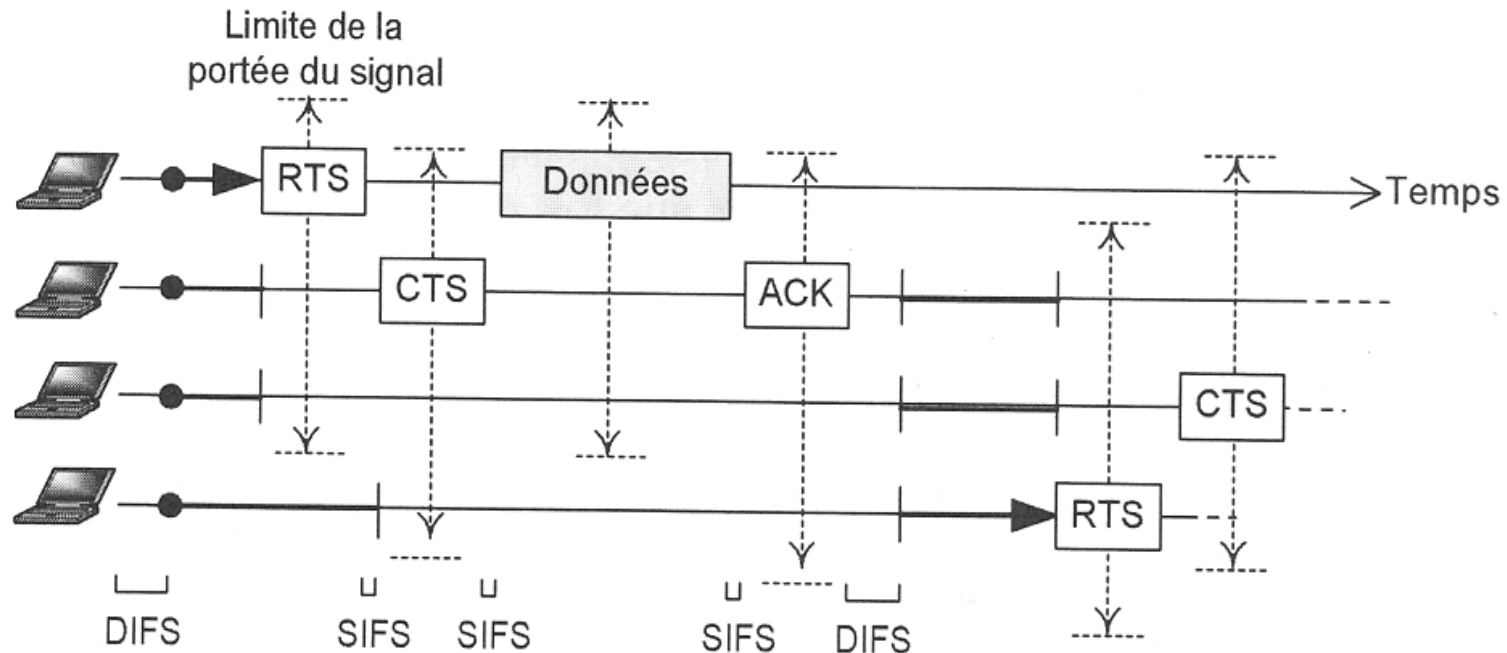 Limite de la
portée du signal
RTS
Données
Temps
CTS
ACK
CTS
RTS
DIFS
SIFS
SIFS
SIFS
DIFS